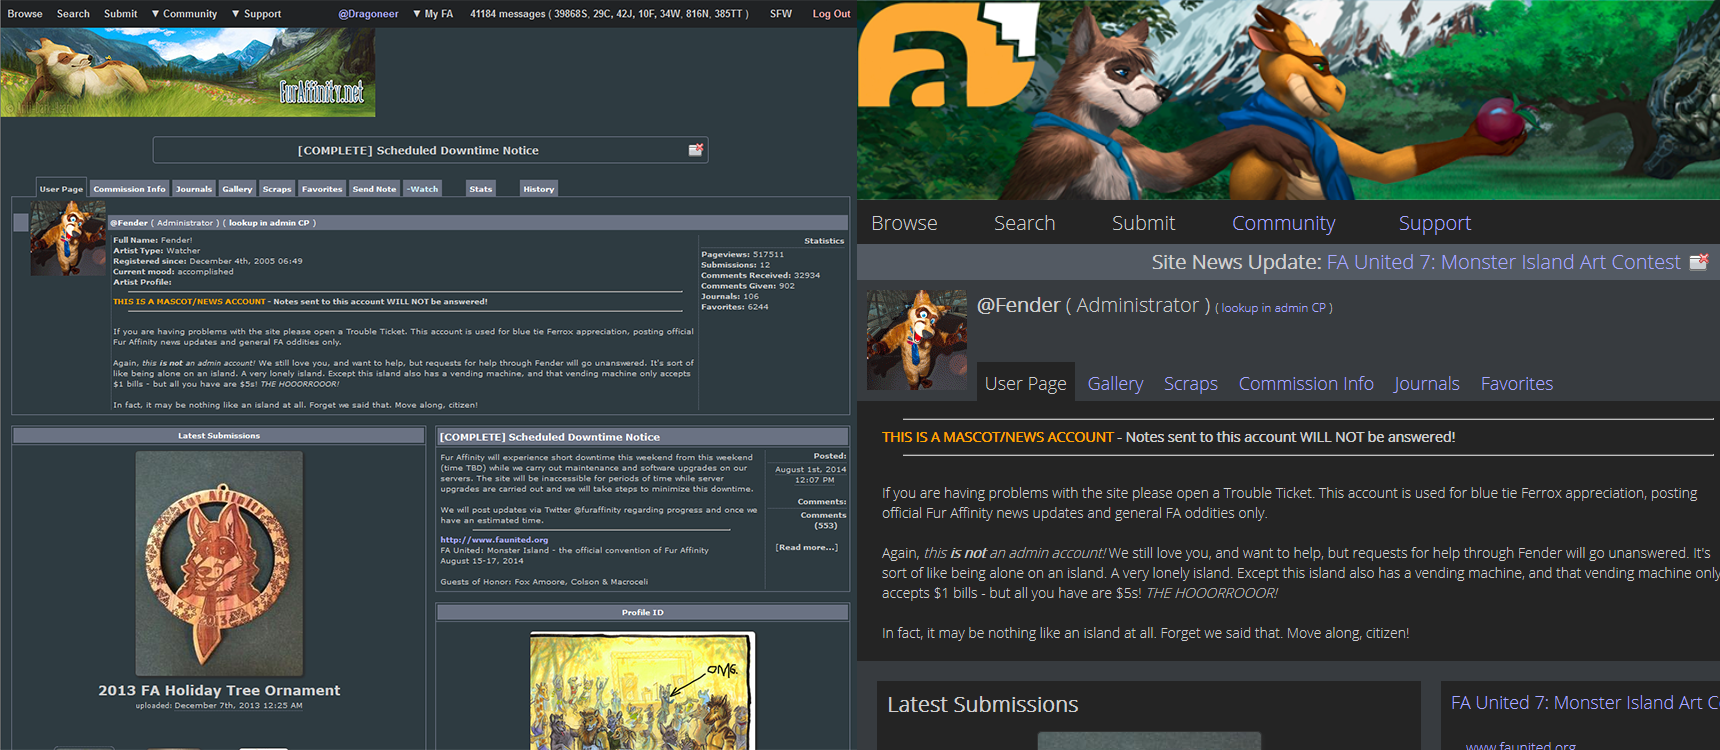 Browse Search Submit ▼ Community ▼ Support @Dragoneer ▼ My FA 41184 messages ( 39868S, 29C, 42J, 10F, 34W, 816N, 385TT ) SFW Log Out
FurAffinity.net
[COMPLETE] Scheduled Downtime Notice
User Page Commission Info Journals Gallery Scraps Favorites Send Note -Watch Stats History
@Fender ( Administrator ) ( lookup in admin CP )
Full Name: Fender!
Artist Type: Watcher
Registered since: December 4th, 2005 06:49
Current mood: accomplished
Artist Profile:
THIS IS A MASCOT/NEWS ACCOUNT - Notes sent to this account WILL NOT be answered!
If you are having problems with the site please open a Trouble Ticket. This account is used for blue tie Ferrox appreciation, posting official
Fur Affinity news updates and general FA oddities only.
Again, this is not an admin account! We still love you, and want to help, but requests for help through Fender will go unanswered. It's sort of
like being alone on an island. A very lonely island. Except this island also has a vending machine, and that vending machine only accepts
$1 bills - but all you have are $5s! THE HOOORROOOR!
In fact, it may be nothing like an island at all. Forget we said that. Move along, citizen!
Statistics
Pageviews: 517511
Submissions: 12
Comments Received: 32934
Comments Given: 902
Journals: 106
Favorites: 6244
Latest Submissions
Fur Affinity
2013
2013 FA Holiday Tree Ornament
uploaded: December 7th, 2013 12:25 AM
[COMPLETE] Scheduled Downtime Notice
Fur Affinity will experience short downtime this weekend from this weekend
(time TBD) while we carry out maintenance and software upgrades on our
servers. The site will be inaccessible for periods of time while server
upgrades are carried out and we will take steps to minimize this downtime.
We will post updates via Twitter @furaffinity regarding progress and once we
have an estimated time.
http://www.faunited.org
FA United: Monster Island - the official convention of Fur Affinity
August 15-17, 2014
Guests of Honor: Fox Amoore, Colson & Macroceli
Posted:
August 1st, 2014
12:07 PM
Comments:
Comments
(553)
[Read more...]
Profile ID
OMG.
a
Browse Search Submit Community Support
Site News Update: FA United 7: Monster Island Art Contest
@Fender ( Administrator ) ( lookup in admin CP )
User Page Gallery Scraps Commission Info Journals Favorites
THIS IS A MASCOT/NEWS ACCOUNT - Notes sent to this account WILL NOT be answered!
If you are having problems with the site please open a Trouble Ticket. This account is used for blue tie Ferrox appreciation, posting
official Fur Affinity news updates and general FA oddities only.
Again, this is not an admin account! We still love you, and want to help, but requests for help through Fender will go unanswered. It's
sort of like being alone on an island. A very lonely island. Except this island also has a vending machine, and that vending machine only
accepts $1 bills - but all you have are $5s! THE HOOORROOOR!
In fact, it may be nothing like an island at all. Forget we said that. Move along, citizen!
Latest Submissions
FA United 7: Monster Island Art C
www.faunited.org